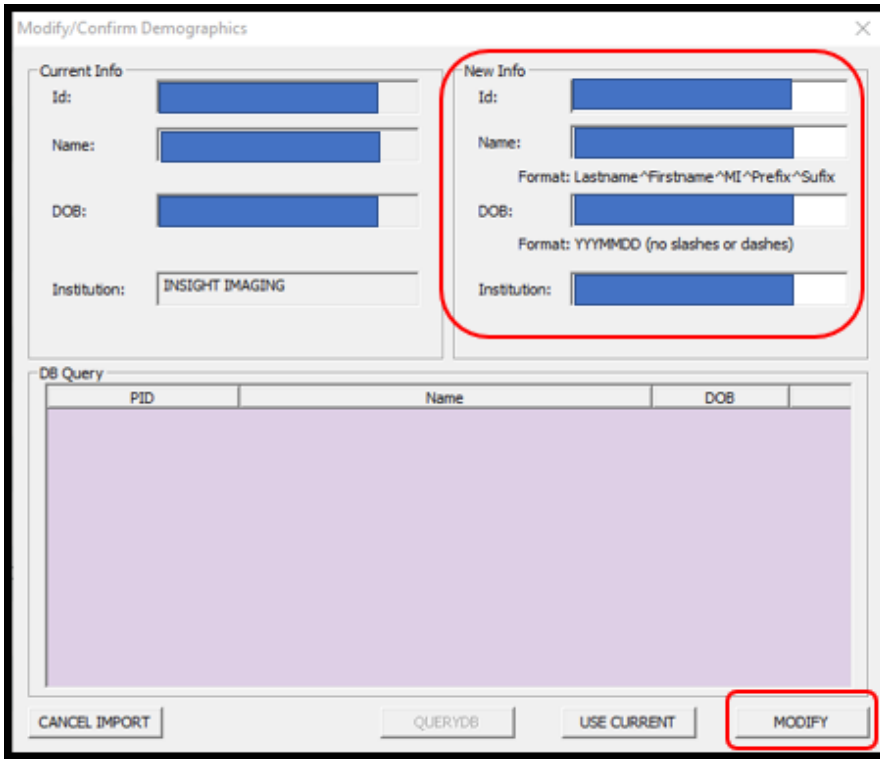 Modify/Confirm Demographics
Current Info
Id:
Name:
DOB:
Institution: INSIGHT IMAGING
New Info
Id:
Name:
Format: Lastname^Firstname^MI^Prefix^Sufix
DOB:
Format: YYYMMDD (no slashes or dashes)
Institution:
DB Query
PID Name DOB
CANCEL IMPORT QUERYDB USE CURRENT MODIFY